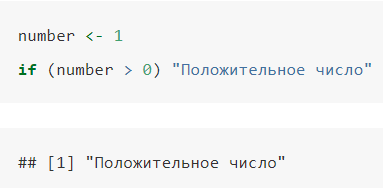 number <- 1
if (number > 0) "Положительное число"
## [1] "Положительное число"